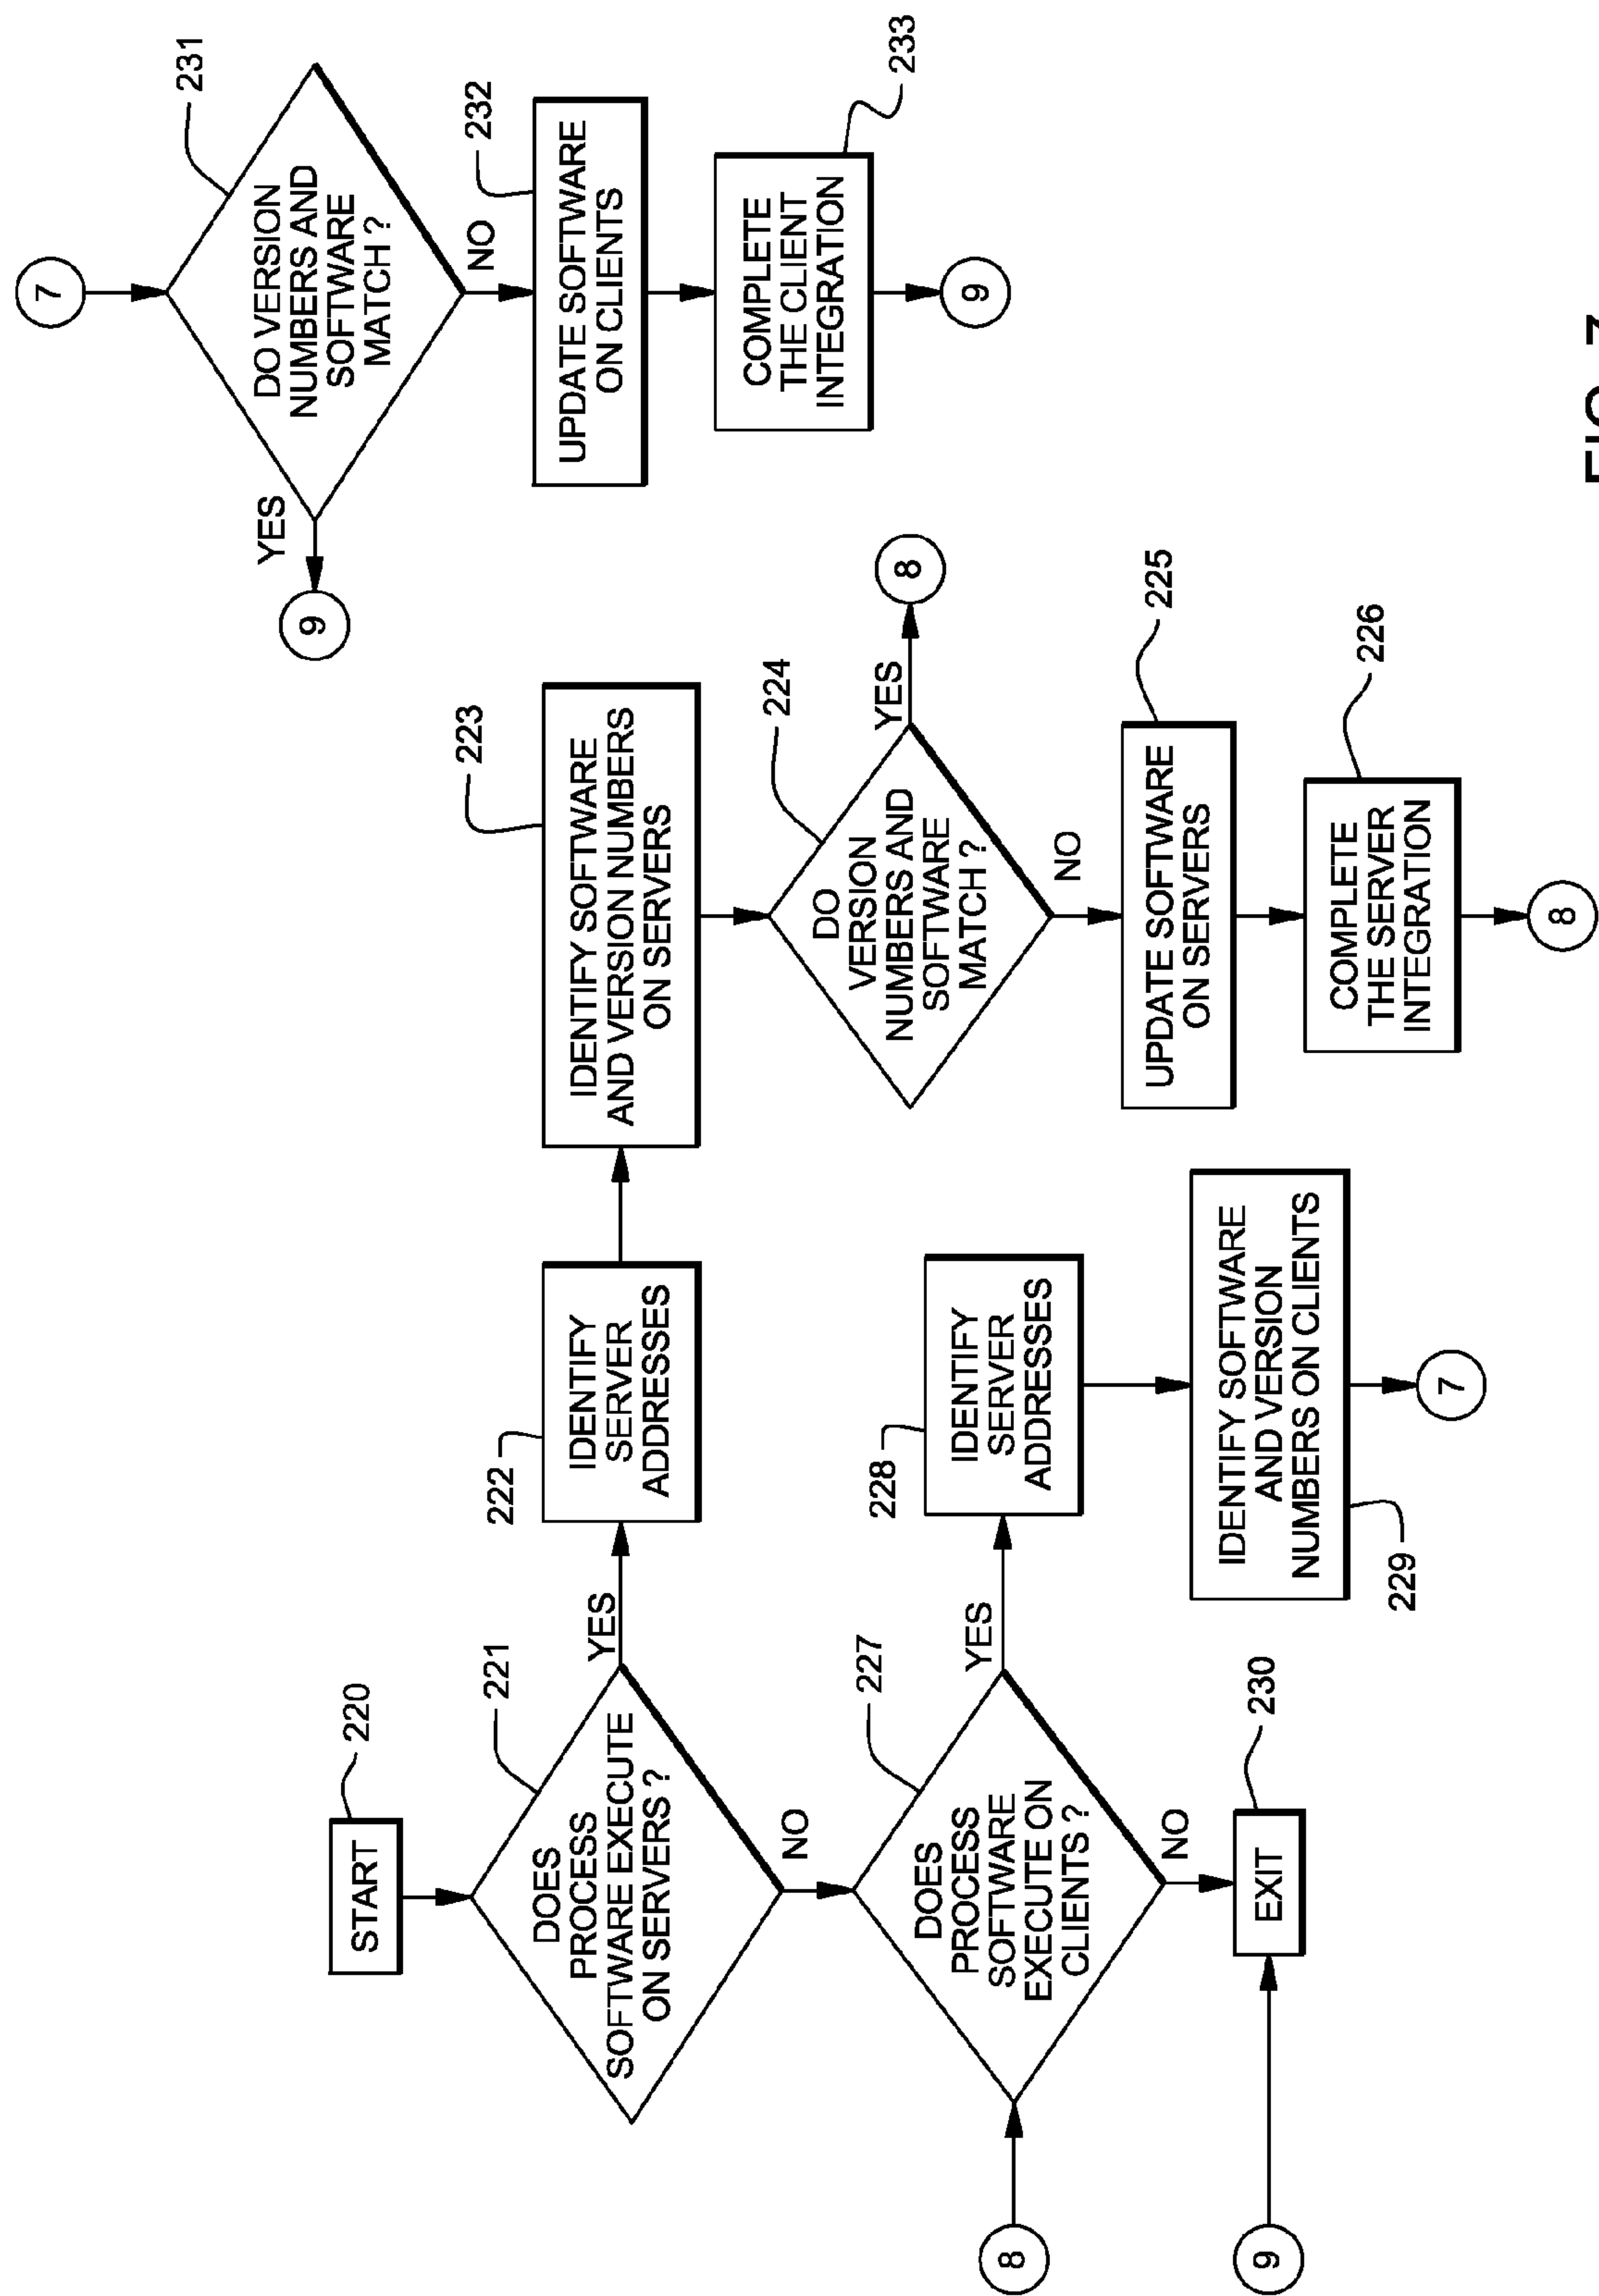 220
START
221
DOES
PROCESS
SOFTWARE EXECUTE
ON SERVERS ?
YES
NO
222
IDENTIFY
SERVER
ADDRESSES
223
IDENTIFY SOFTWARE
AND VERSION NUMBERS
ON SERVERS
224
DO
VERSION
NUMBERS AND
SOFTWARE
MATCH ?
YES
8
NO
225
UPDATE SOFTWARE
ON SERVERS
226
COMPLETE
THE SERVER
INTEGRATION
8
8
227
DOES
PROCESS
SOFTWARE
EXECUTE ON
CLIENTS ?
YES
NO
228
IDENTIFY
SERVER
ADDRESSES
229
IDENTIFY SOFTWARE
AND VERSION
NUMBERS ON CLIENTS
7
9
230
EXIT
7
231
DO VERSION
NUMBERS AND
SOFTWARE
MATCH ?
YES
9
NO
232
UPDATE SOFTWARE
ON CLIENTS
233
COMPLETE
THE CLIENT
INTEGRATION
9